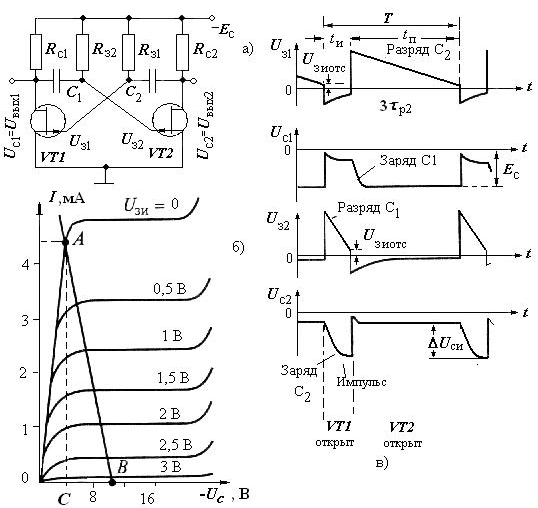 −Eс
Rс1
Rз2
Rз1
Rс2
C1
C2
Uс1=Uвых1
Uз1
Uз2
Uс2=Uвых2
VT1
VT2
а)
I, мА
Uзи = 0
A
4
0,5 В
3
1 В
2
1,5 В
2 В
1
2,5 В
3 В
0
B
C
8
16
-Uс , В
б)
T
tи
tп
Uз1
Uзиотс
Разряд C2
0
3τр2
t
Uс1
0
t
Заряд C1
Eс
Uз2
Разряд C1
Uзиотс
0
t
Uс2
0
t
ΔUси
Заряд
C2
Импульс
VT1
открыт
VT2
открыт
в)